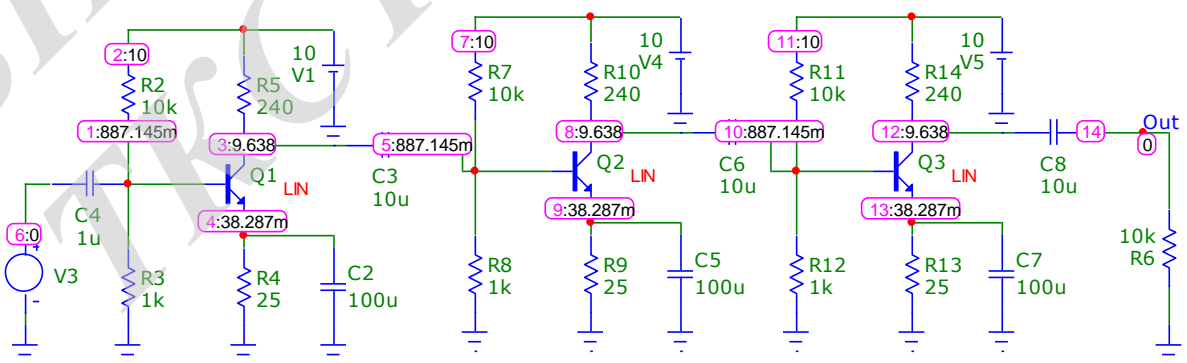 2:10
R2
10k
1:887.145m
R5
240
10
V1
3:9.638
Q1
LIN
4:38.287m
C4
1u
6:0
+
V3
-
R3
1k
R4
25
C2
100u
5:887.145m
C3
10u
7:10
R7
10k
R10
240
10
V4
8:9.638
Q2
LIN
9:38.287m
R8
1k
R9
25
C5
100u
10:887.145m
C6
10u
11:10
R11
10k
R14
240
10
V5
12:9.638
Q3
LIN
13:38.287m
R12
1k
R13
25
C7
100u
C8
10u
14
Out
0
10k
R6